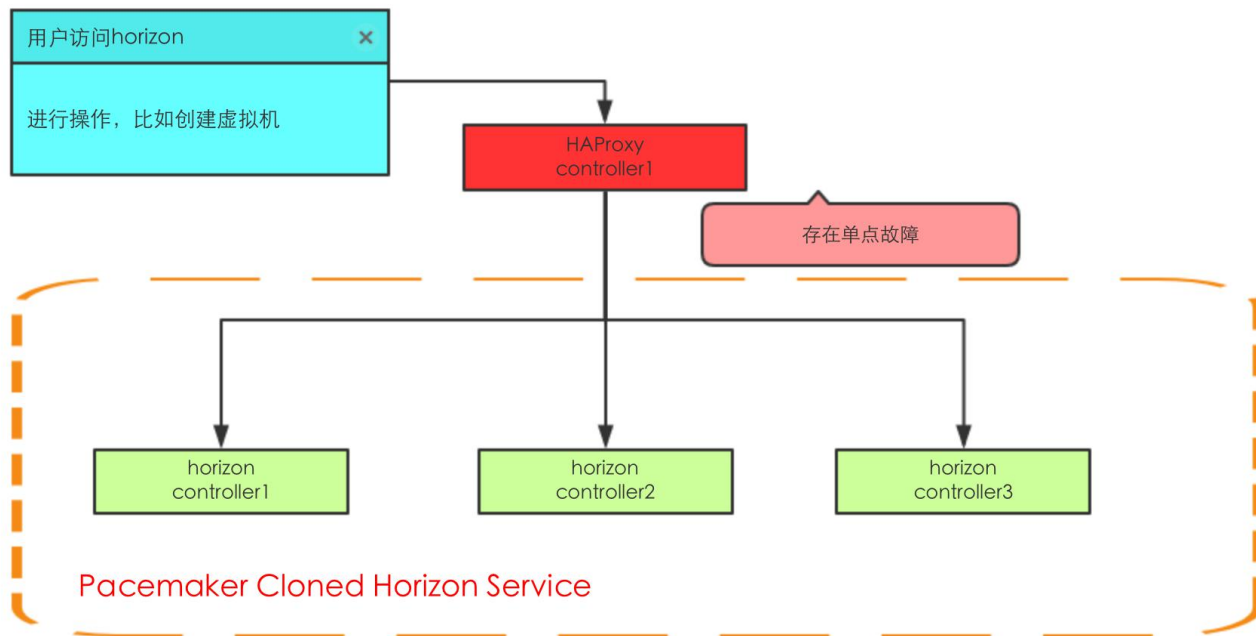 用户访问horizon
进行操作，比如创建虚拟机
HAProxy
controller1
存在单点故障
horizon
controller1
horizon
controller2
horizon
controller3
Pacemaker Cloned Horizon Service